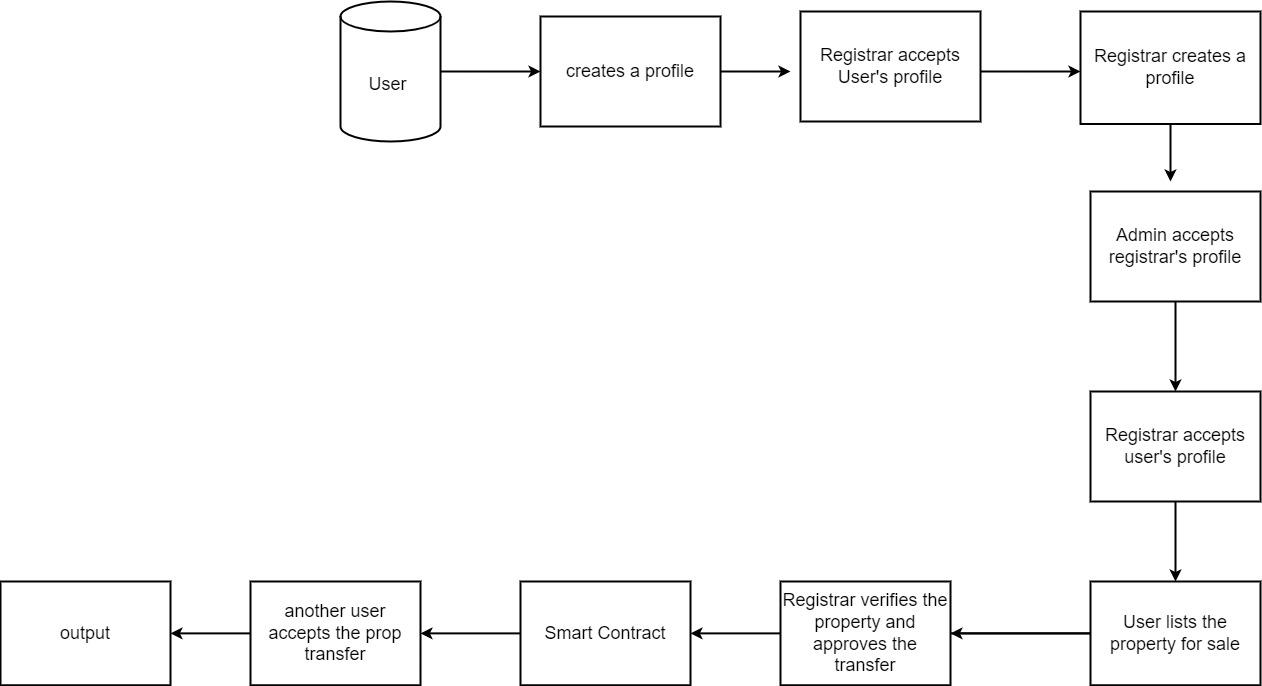 User
creates a profile
Registrar accepts
User's profile
Registrar creates a
profile
Admin accepts
registrar's profile
Registrar accepts
user's profile
User lists the
property for sale
Registrar verifies the
property and
approves the
transfer
Smart Contract
another user
accepts the prop
transfer
output